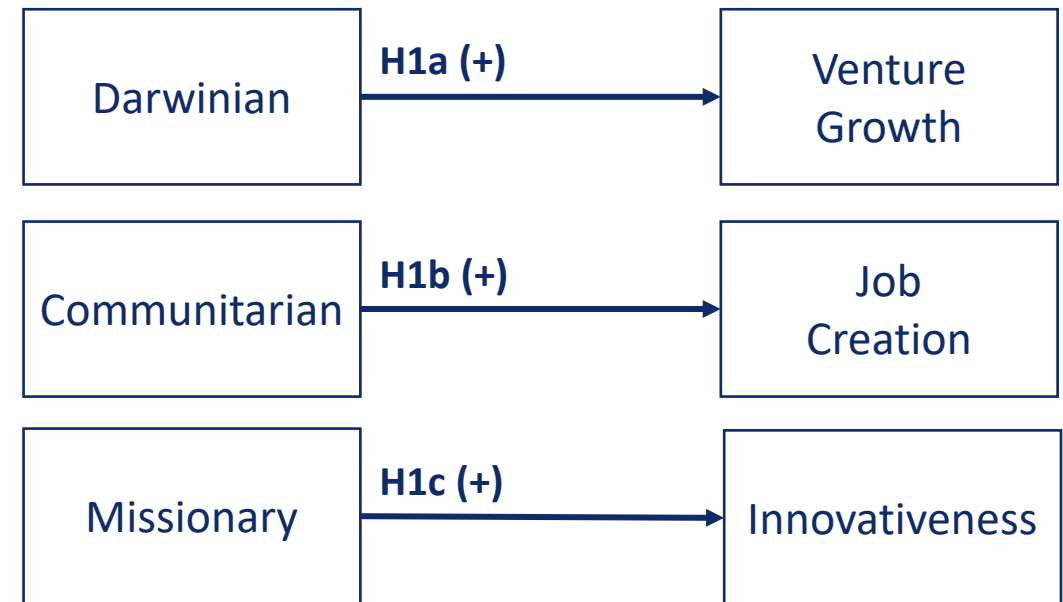 Darwinian
H1a (+)
Venture
Growth
Communitarian
H1b (+)
Job
Creation
Missionary
H1c (+)
Innovativeness